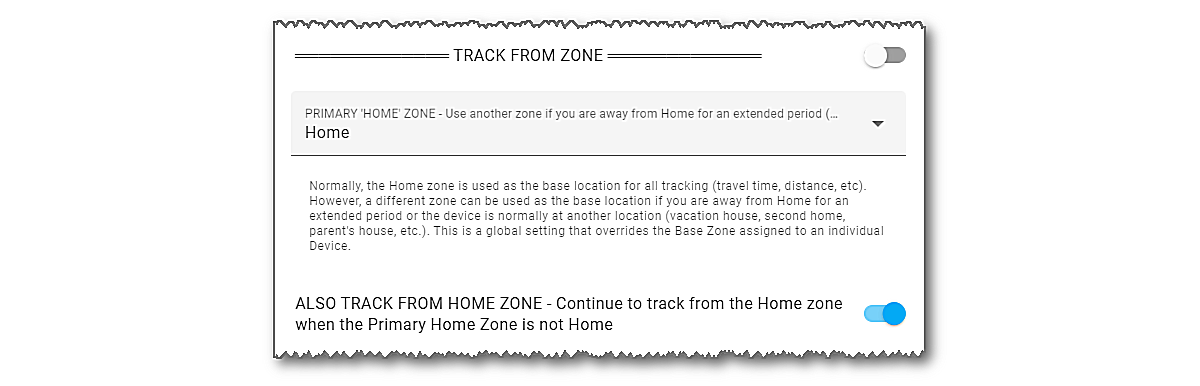 ═══════════════ TRACK FROM ZONE ═══════════════
PRIMARY 'HOME' ZONE - Use another zone if you are away from Home for an extended period (...
Home
Normally, the Home zone is used as the base location for all tracking (travel time, distance, etc).
However, a different zone can be used as the base location if you are away from Home for an
extended period or the device is normally at another location (vacation house, second home,
parent's house, etc.). This is a global setting that overrides the Base Zone assigned to an individual
Device.
ALSO TRACK FROM HOME ZONE - Continue to track from the Home zone
when the Primary Home Zone is not Home